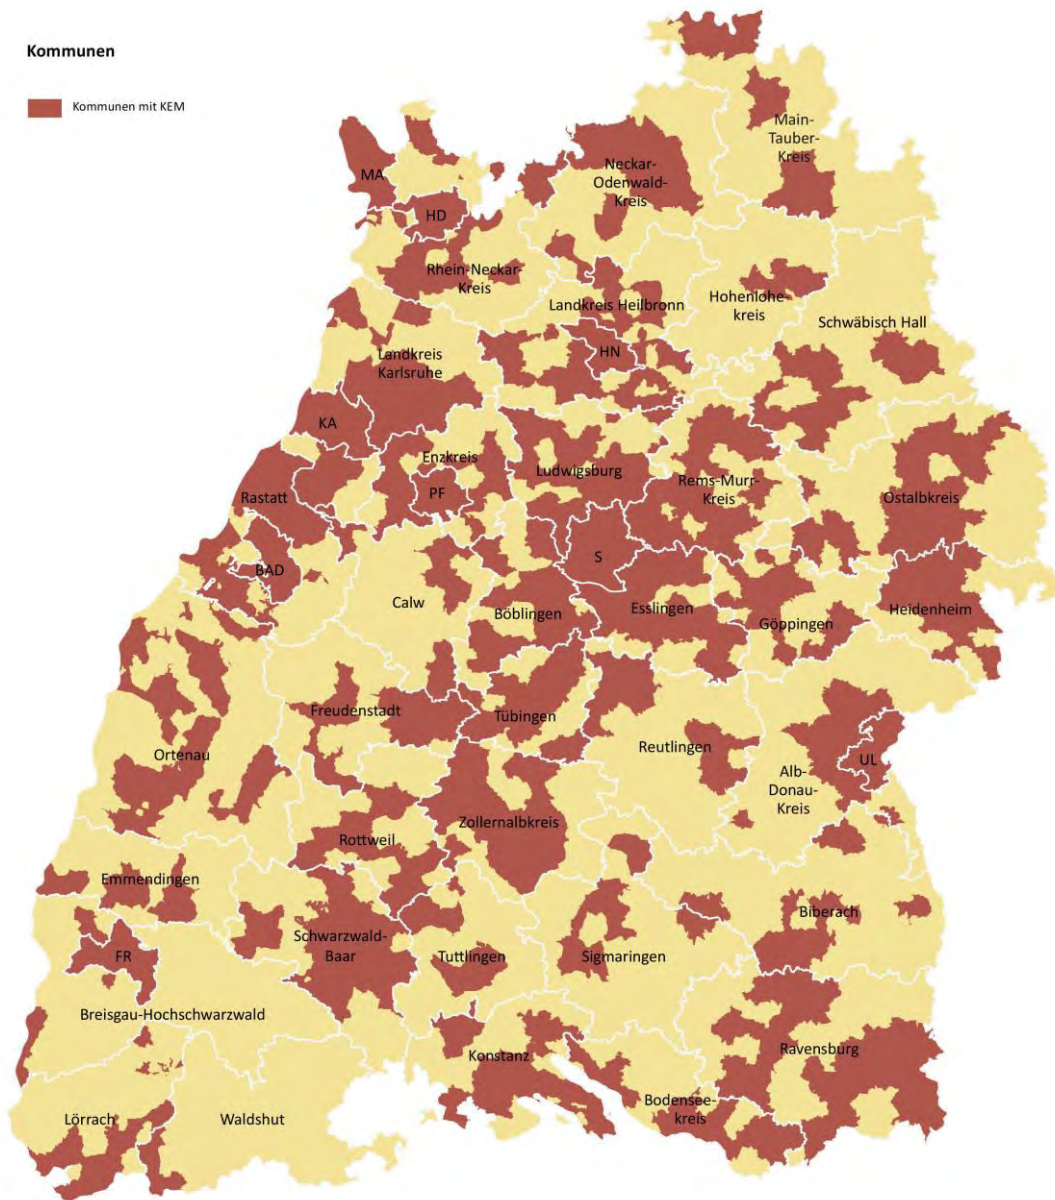 Kommunen
Kommunen mit KEM
Main-
Tauber-
Kreis
Neckar-
Odenwald-
Kreis
MA
HD
Rhein-Neckar-
Kreis
Landkreis Heilbronn
Hohenlohe-
kreis
Schwäbisch Hall
HN
Landkreis
Karlsruhe
KA
Enzkreis
Ludwigsburg
Rems-Murr-
Kreis
Ostalbkreis
Rastatt
PF
S
BAD
Calw
Böblingen
Esslingen
Göppingen
Heidenheim
Freudenstadt
Tübingen
Reutlingen
Ortenau
UL
Alb-
Donau-
Kreis
Zollernalbkreis
Rottweil
Emmendingen
Biberach
Schwarzwald-
Baar
Tuttlingen
Sigmaringen
FR
Breisgau-Hochschwarzwald
Konstanz
Ravensburg
Bodensee-
kreis
Lörrach
Waldshut